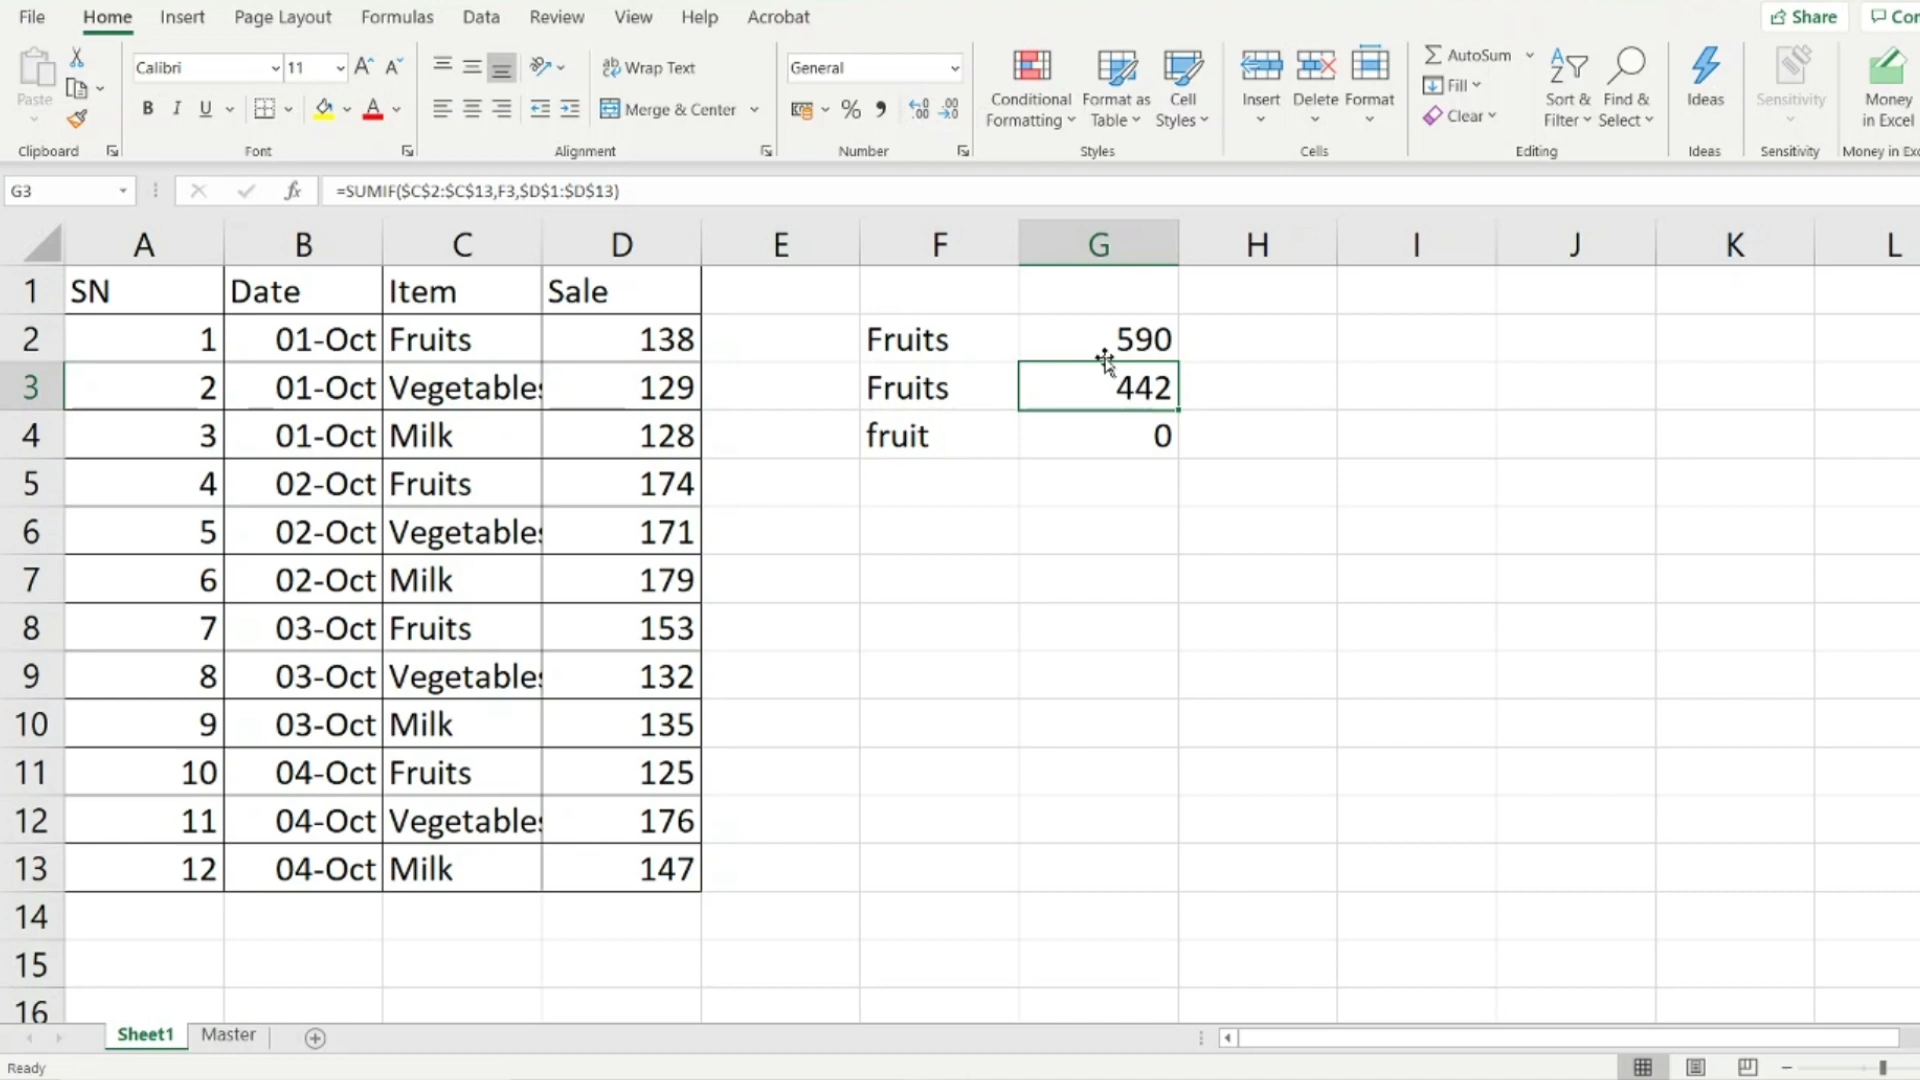 File Home Insert Page Layout Formulas Data Review View Help Acrobat Share
Calibri 11 A^ A˅ ab Wrap Text General AutoSum
Paste Fill
B I U A Merge & Center % , Conditional Formatting Format as Table Cell Styles Insert Delete Format Clear Sort & Filter Find & Select Ideas Sensitivity Money in Excel
Clipboard Font Alignment Number Styles Cells Editing Ideas Sensitivity Money in
G3 fx =SUMIF($C$2:$C$13,F3,$D$1:$D$13)
A B C D E F G H I J K L
1 SN Date Item Sale
2 1 01-Oct Fruits 138 Fruits 590
3 2 01-Oct Vegetables 129 Fruits 442
4 3 01-Oct Milk 128 fruit 0
5 4 02-Oct Fruits 174
6 5 02-Oct Vegetables 171
7 6 02-Oct Milk 179
8 7 03-Oct Fruits 153
9 8 03-Oct Vegetables 132
10 9 03-Oct Milk 135
11 10 04-Oct Fruits 125
12 11 04-Oct Vegetables 176
13 12 04-Oct Milk 147
14
15
16
Sheet1 Master
Ready